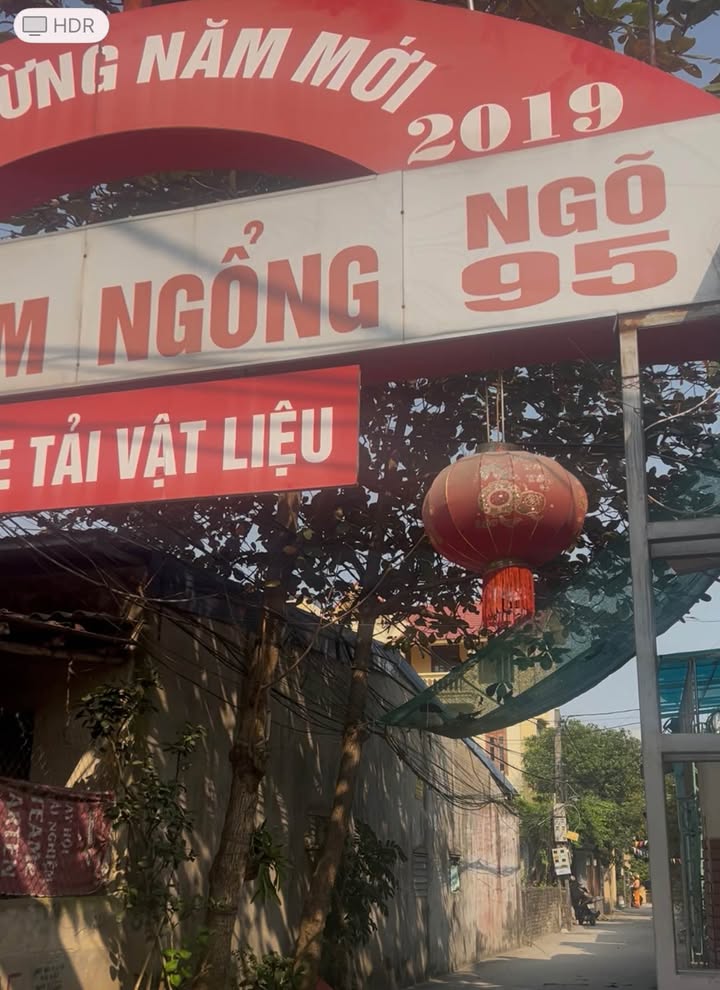 HDR
ỪNG NĂM MỚI
2019
M NGỔNG
NGÕ
95
E TẢI VẬT LIỆU